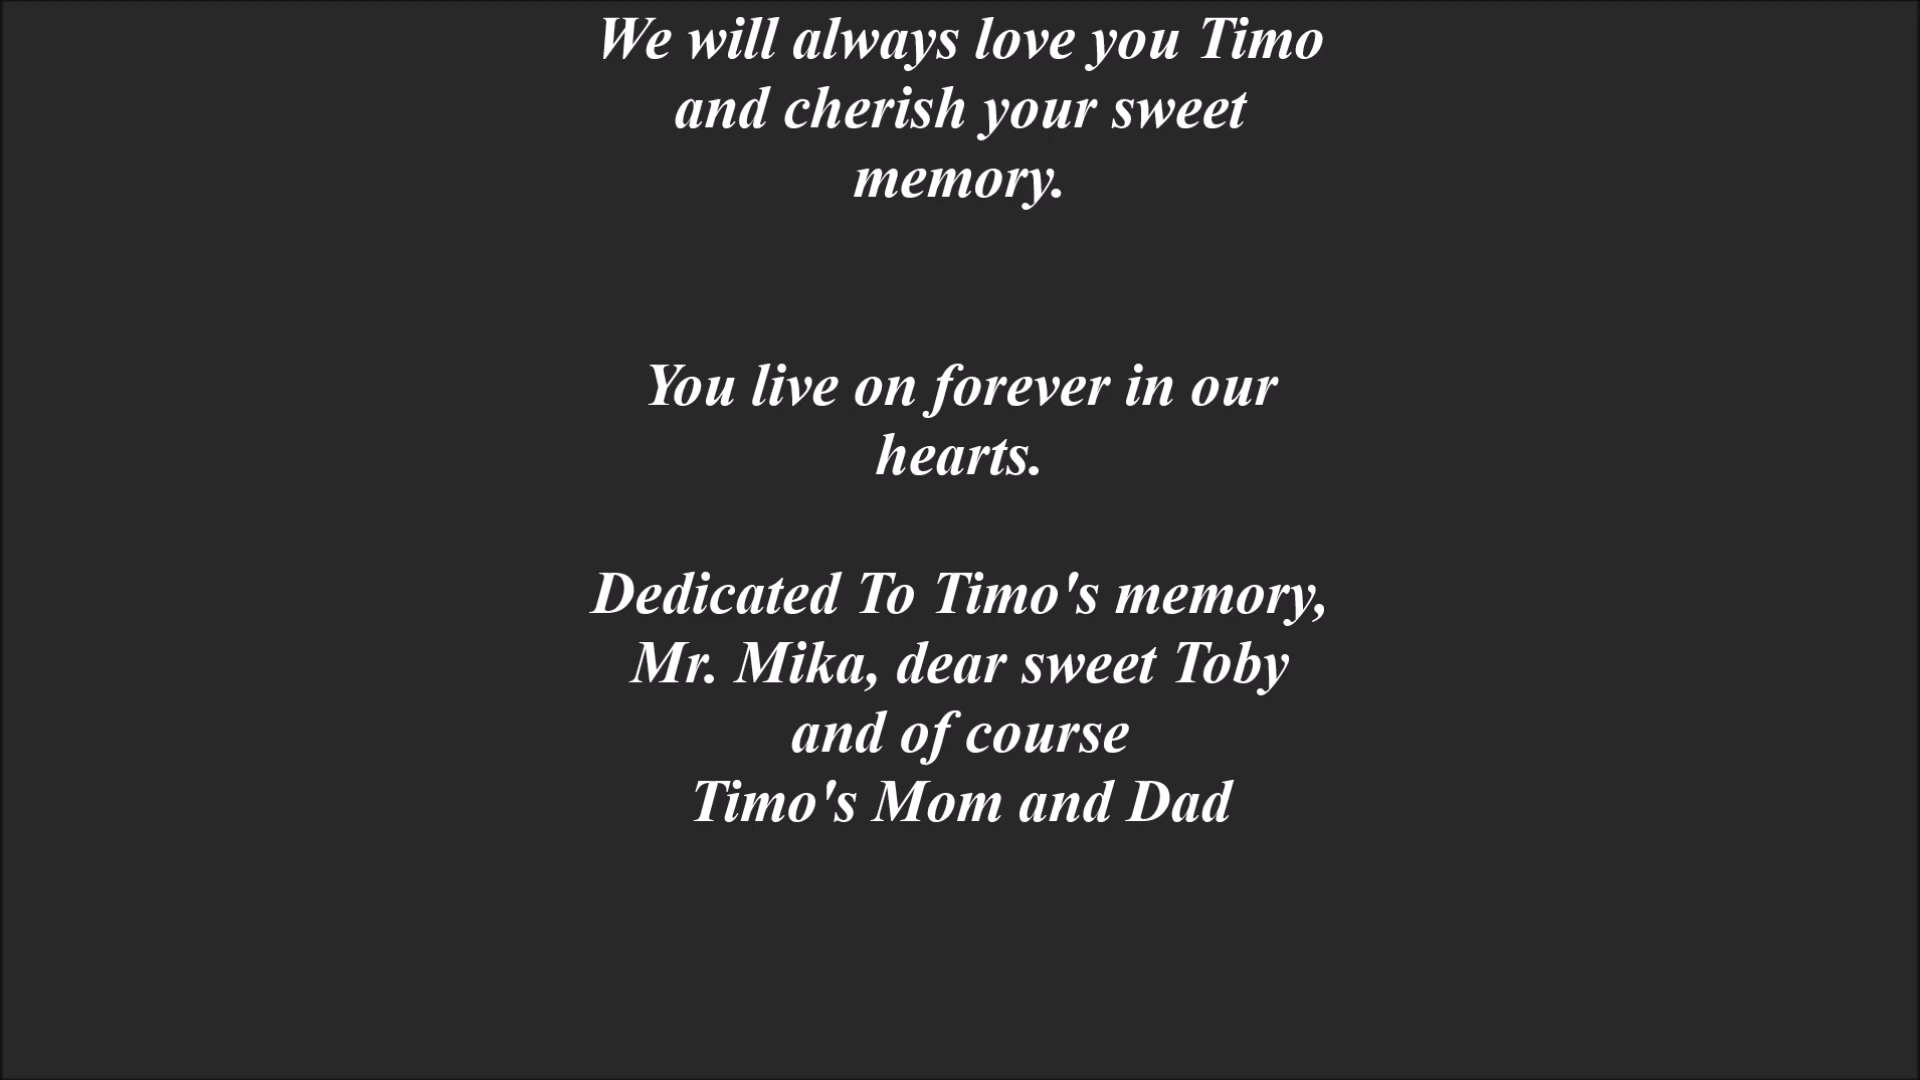 We will always love you Timo
and cherish your sweet
memory.
You live on forever in our
hearts.
Dedicated To Timo's memory,
Mr. Mika, dear sweet Toby
and of course
Timo's Mom and Dad